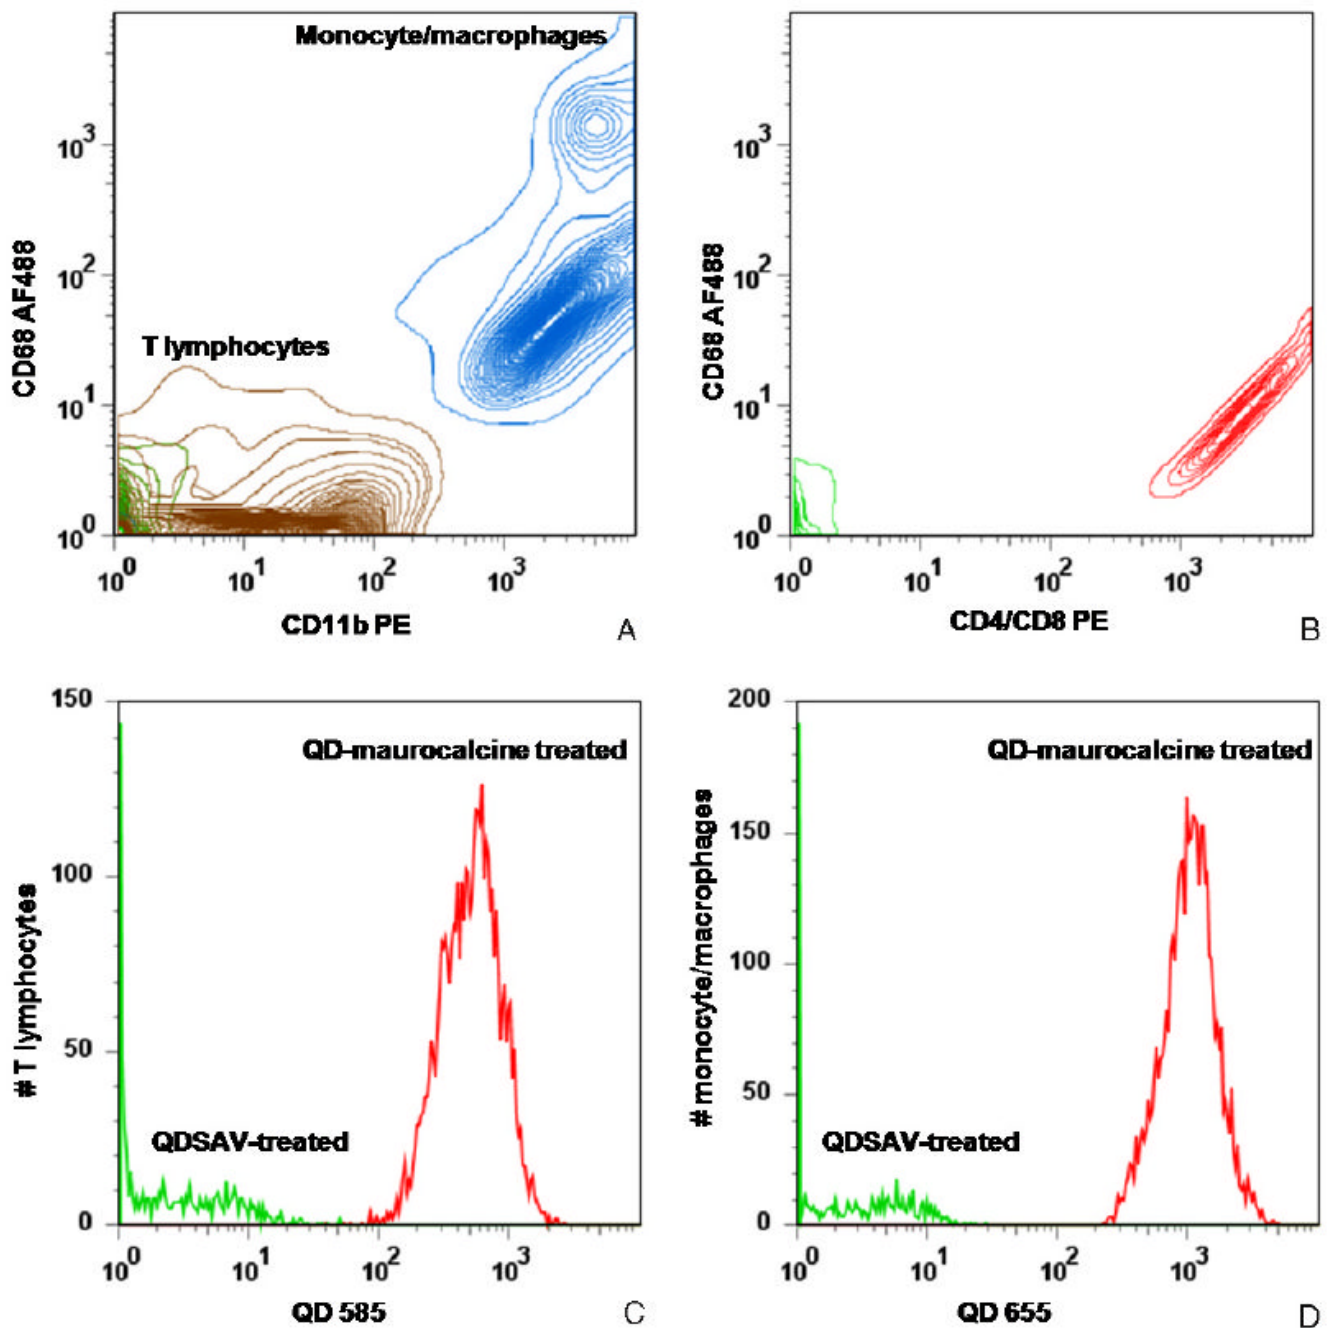 Monocyte/macrophages
T lymphocytes
CD68 AF488
10^3
10^2
10^1
10^0
10^0 10^1 10^2 10^3
CD11b PE
A
CD68 AF488
10^3
10^2
10^1
10^0
10^0 10^1 10^2 10^3
CD4/CD8 PE
B
150
100
50
0
# T lymphocytes
QD-maurocalcine treated
QDSAV-treated
10^0 10^1 10^2 10^3
QD 585
C
200
150
100
50
0
# monocyte/macrophages
QD-maurocalcine treated
QDSAV-treated
10^0 10^1 10^2 10^3
QD 655
D